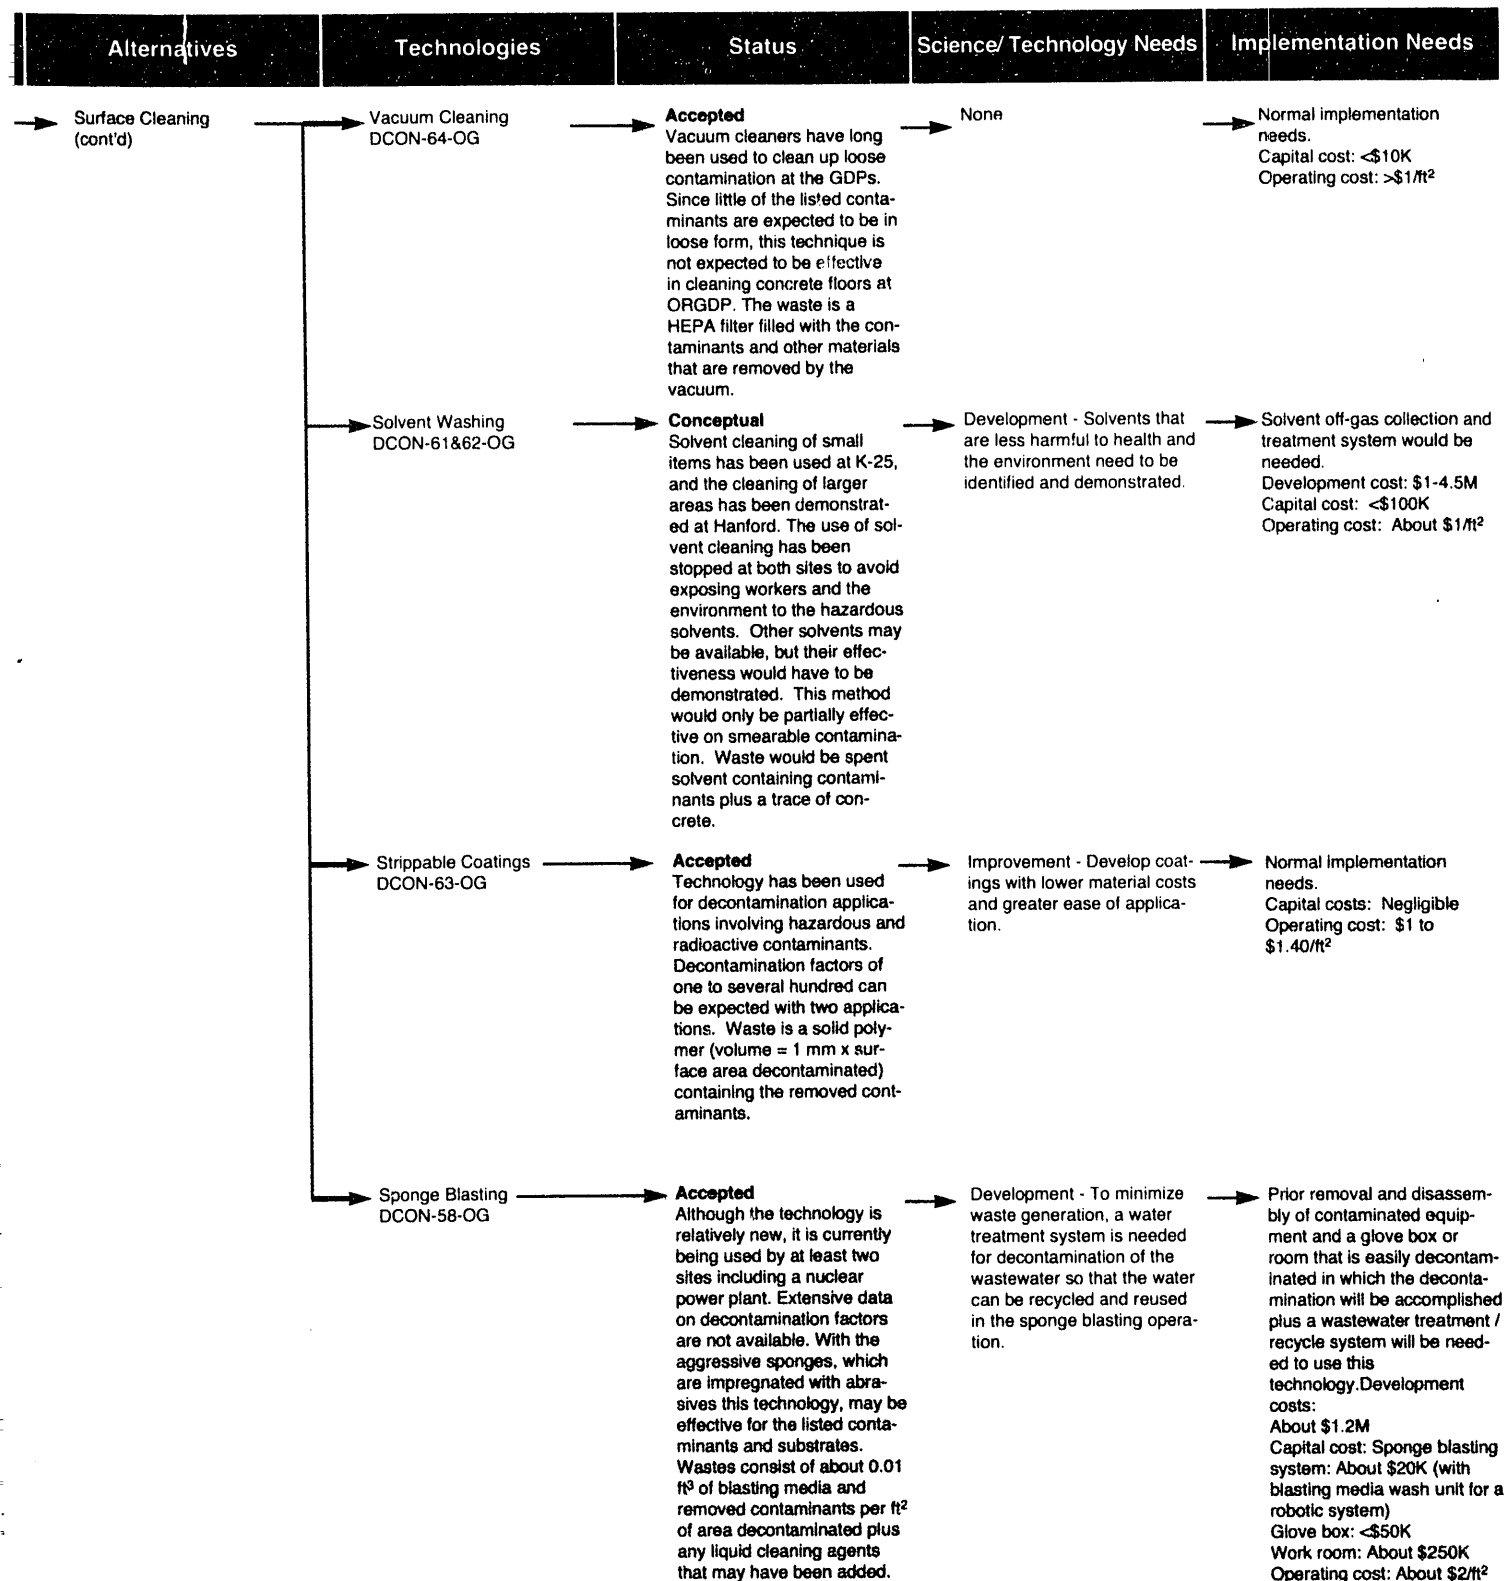 Alternatives
Technologies
Status
Science/ Technology Needs
Implementation Needs
Surface Cleaning
(cont'd)
Vacuum Cleaning
DCON-64-OG
Accepted
Vacuum cleaners have long
been used to clean up loose
contamination at the GDPs.
Since little of the listed conta-
minants are expected to be in
loose form, this technique is
not expected to be effective
in cleaning concrete floors at
ORGDP. The waste is a
HEPA filter filled with the con-
taminants and other materials
that are removed by the
vacuum.
None
Normal implementation
needs.
Capital cost: <$10K
Operating cost: >$1/ft²
Solvent Washing
DCON-61&62-OG
Conceptual
Solvent cleaning of small
items has been used at K-25,
and the cleaning of larger
areas has been demonstrat-
ed at Hanford. The use of sol-
vent cleaning has been
stopped at both sites to avoid
exposing workers and the
environment to the hazardous
solvents. Other solvents may
be available, but their effec-
tiveness would have to be
demonstrated. This method
would only be partially effec-
tive on smearable contamina-
tion. Waste would be spent
solvent containing contami-
nants plus a trace of con-
crete.
Development - Solvents that
are less harmful to health and
the environment need to be
identified and demonstrated.
Solvent off-gas collection and
treatment system would be
needed.
Development cost: $1-4.5M
Capital cost: <$100K
Operating cost: About $1/ft²
Strippable Coatings
DCON-63-OG
Accepted
Technology has been used
for decontamination applica-
tions involving hazardous and
radioactive contaminants.
Decontamination factors of
one to several hundred can
be expected with two applica-
tions. Waste is a solid poly-
mer (volume = 1 mm x sur-
face area decontaminated)
containing the removed cont-
aminants.
Improvement - Develop coat-
ings with lower material costs
and greater ease of applica-
tion.
Normal implementation
needs.
Capital costs: Negligible
Operating cost: $1 to
$1.40/ft²
Sponge Blasting
DCON-58-OG
Accepted
Although the technology is
relatively new, it is currently
being used by at least two
sites including a nuclear
power plant. Extensive data
on decontamination factors
are not available. With the
aggressive sponges, which
are impregnated with abra-
sives this technology, may be
effective for the listed conta-
minants and substrates.
Wastes consist of about 0.01
ft³ of blasting media and
removed contaminants per ft²
of area decontaminated plus
any liquid cleaning agents
that may have been added.
Development - To minimize
waste generation, a water
treatment system is needed
for decontamination of the
wastewater so that the water
can be recycled and reused
in the sponge blasting opera-
tion.
Prior removal and disassem-
bly of contaminated equip-
ment and a glove box or
room that is easily decontam-
inated in which the deconta-
mination will be accomplished
plus a wastewater treatment /
recycle system will be need-
ed to use this
technology.Development
costs:
About $1.2M
Capital cost: Sponge blasting
system: About $20K (with
blasting media wash unit for a
robotic system)
Glove box: <$50K
Work room: About $250K
Operating cost: About $2/ft²